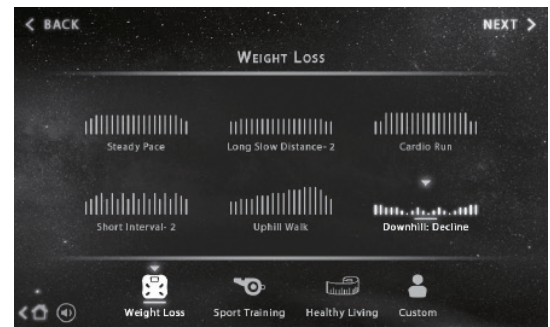 < BACK
NEXT >
WEIGHT LOSS
Steady Pace
Long Slow Distance- 2
Cardio Run
Short Interval- 2
Uphill Walk
Downhill: Decline
Weight Loss
Sport Training
Healthy Living
Custom